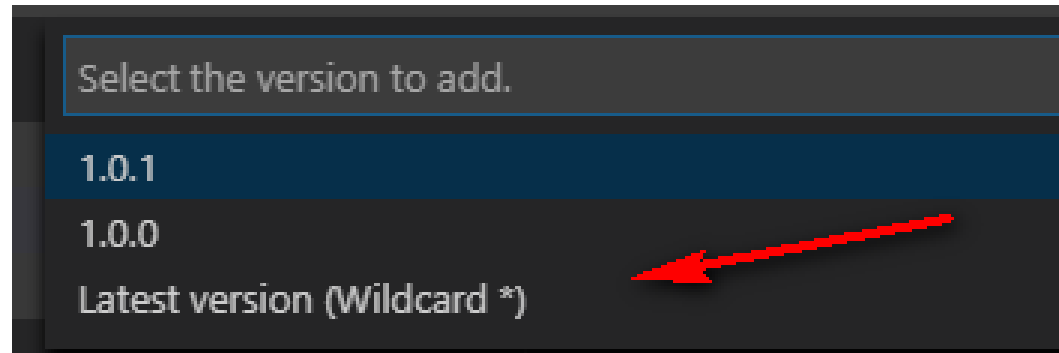 Select the version to add.
1.0.1
1.0.0
Latest version (Wildcard *)